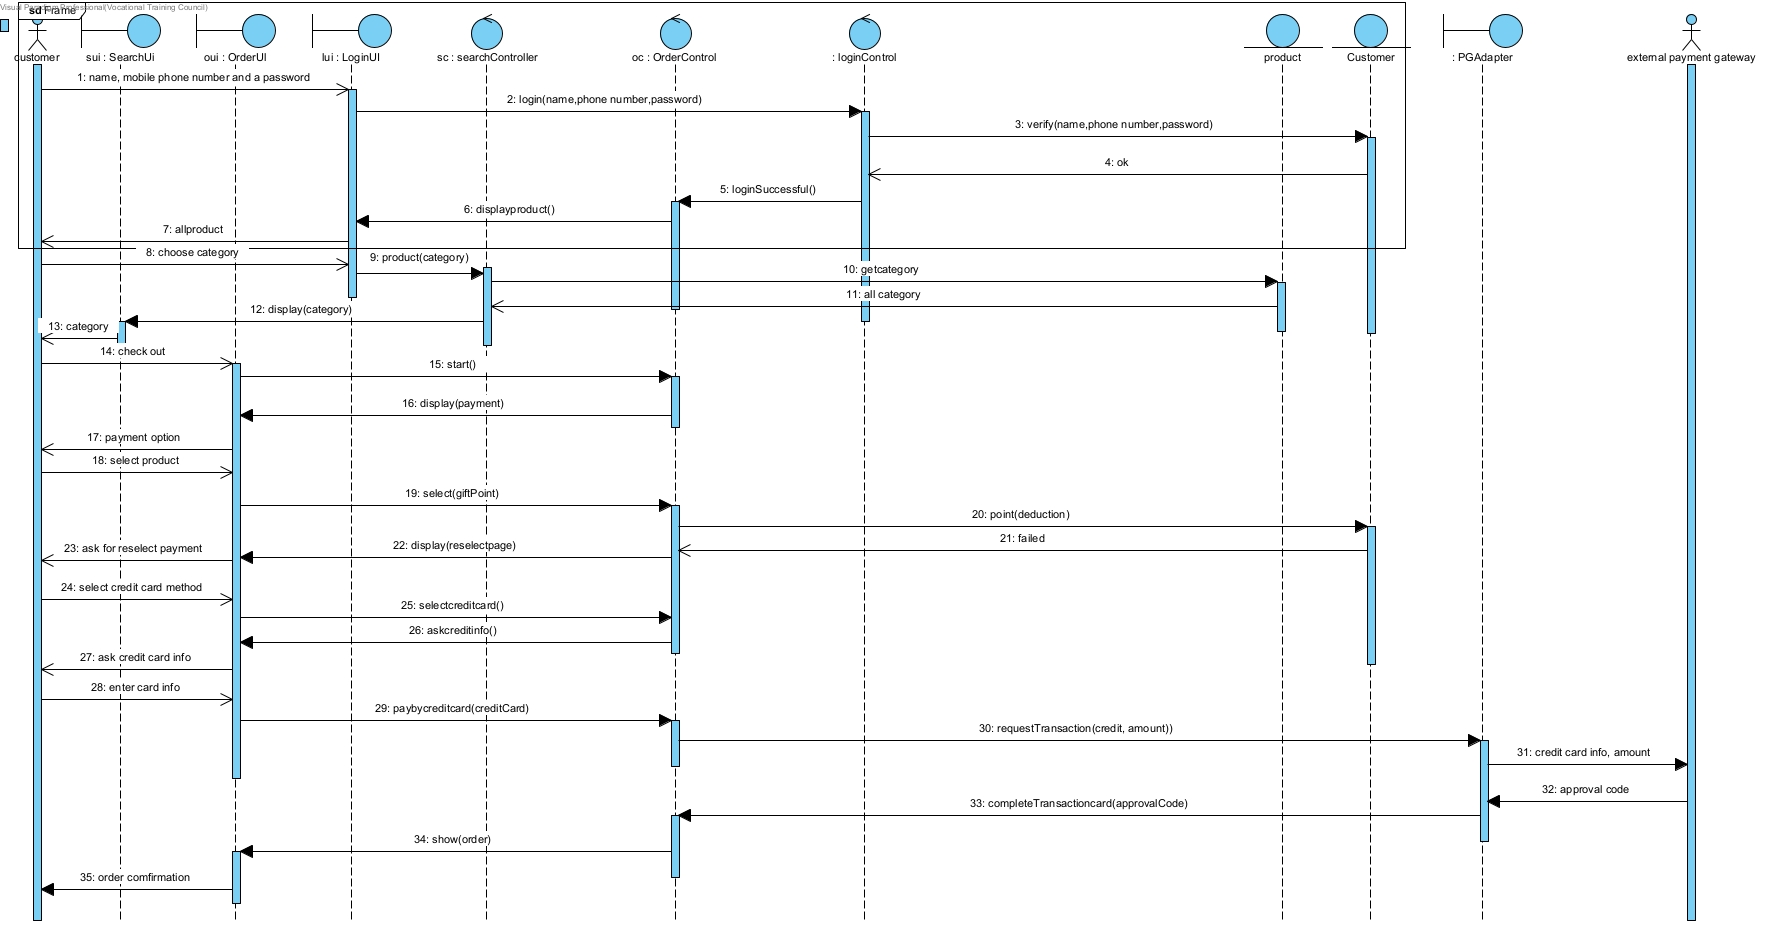 Visual Paradigm Professional(Vocational Training Council)
sd Frame
customer
sui : SearchUi
oui : OrderUI
lui : LoginUI
sc : searchController
oc : OrderControl
: loginControl
product
Customer
: PGAdapter
external payment gateway
1: name, mobile phone number and a password
2: login(name,phone number,password)
3: verify(name,phone number,password)
4: ok
5: loginSuccessful()
6: displayproduct()
7: allproduct
8: choose category
9: product(category)
10: getcategory
11: all category
12: display(category)
13: category
14: check out
15: start()
16: display(payment)
17: payment option
18: select product
19: select(giftPoint)
20: point(deduction)
21: failed
22: display(reselectpage)
23: ask for reselect payment
24: select credit card method
25: selectcreditcard()
26: askcreditinfo()
27: ask credit card info
28: enter card info
29: paybycreditcard(creditCard)
30: requestTransaction(credit, amount))
31: credit card info, amount
32: approval code
33: completeTransactioncard(approvalCode)
34: show(order)
35: order comfirmation